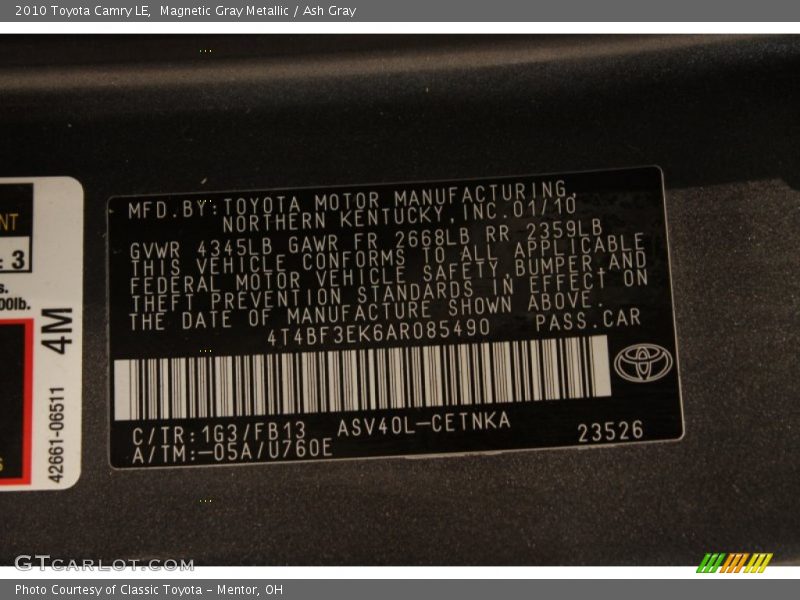 2010 Toyota Camry LE,  Magnetic Gray Metallic / Ash Gray
MFD.BY:TOYOTA MOTOR MANUFACTURING,
NORTHERN KENTUCKY,INC.01/10
GVWR 4345LB GAWR FR 2668LB RR 2359LB
THIS VEHICLE CONFORMS TO ALL APPLICABLE
FEDERAL MOTOR VEHICLE SAFETY,BUMPER,AND
THEFT PREVENTION STANDARDS IN EFFECT ON
THE DATE OF MANUFACTURE SHOWN ABOVE.
4T4BF3EK6AR085490 PASS.CAR
C/TR:1G3/FB13 ASV40L-CETNKA
A/TM:-05A/U760E 23526
NT
: 3
s.
00lb.
4M
42661-06511
s
GTcarlot.com
Photo Courtesy of Classic Toyota - Mentor, OH